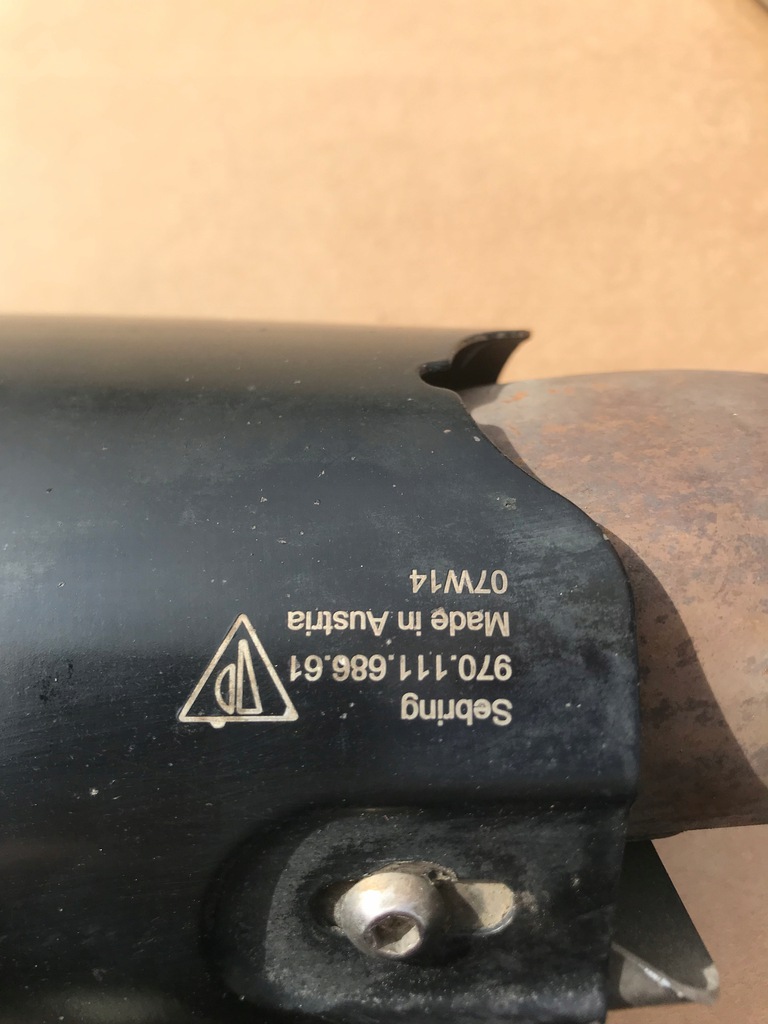 Sebring
970.111.686.61
Made in Austria
07W14